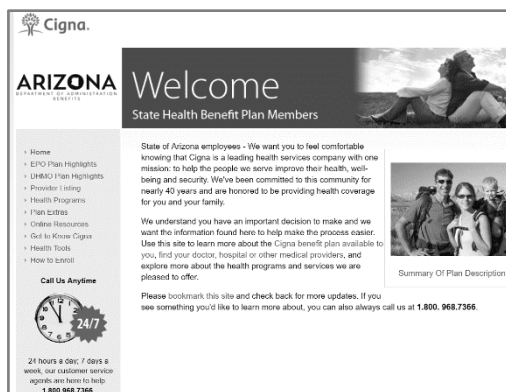 Cigna.
ARIZONA
DEPARTMENT OF ADMINISTRATION
BENEFITS
Welcome
State Health Benefit Plan Members
Home
EPO Plan Highlights
DHMO Plan Highlights
Provider Listing
Health Programs
Plan Extras
Online Resources
Get to Know Cigna
Health Tools
How to Enroll
Call Us Anytime
24/7
24 hours a day; 7 days a
week, our customer service
agents are here to help.
1.800.968.7366
State of Arizona employees - We want you to feel comfortable
knowing that Cigna is a leading health services company with one
mission: to help the people we serve improve their health, well-
being and security. We've been committed to this community for
nearly 40 years and are honored to be providing health coverage
for you and your family.
We understand you have an important decision to make and we
want the information found here to help make the process easier.
Use this site to learn more about the Cigna benefit plan available to
you, find your doctor, hospital or other medical providers, and
explore more about the health programs and services we are
pleased to offer.
Please bookmark this site and check back for more updates. If you
see something you'd like to learn more about, you can also always call us at 1.800. 968.7366.
Summary Of Plan Description